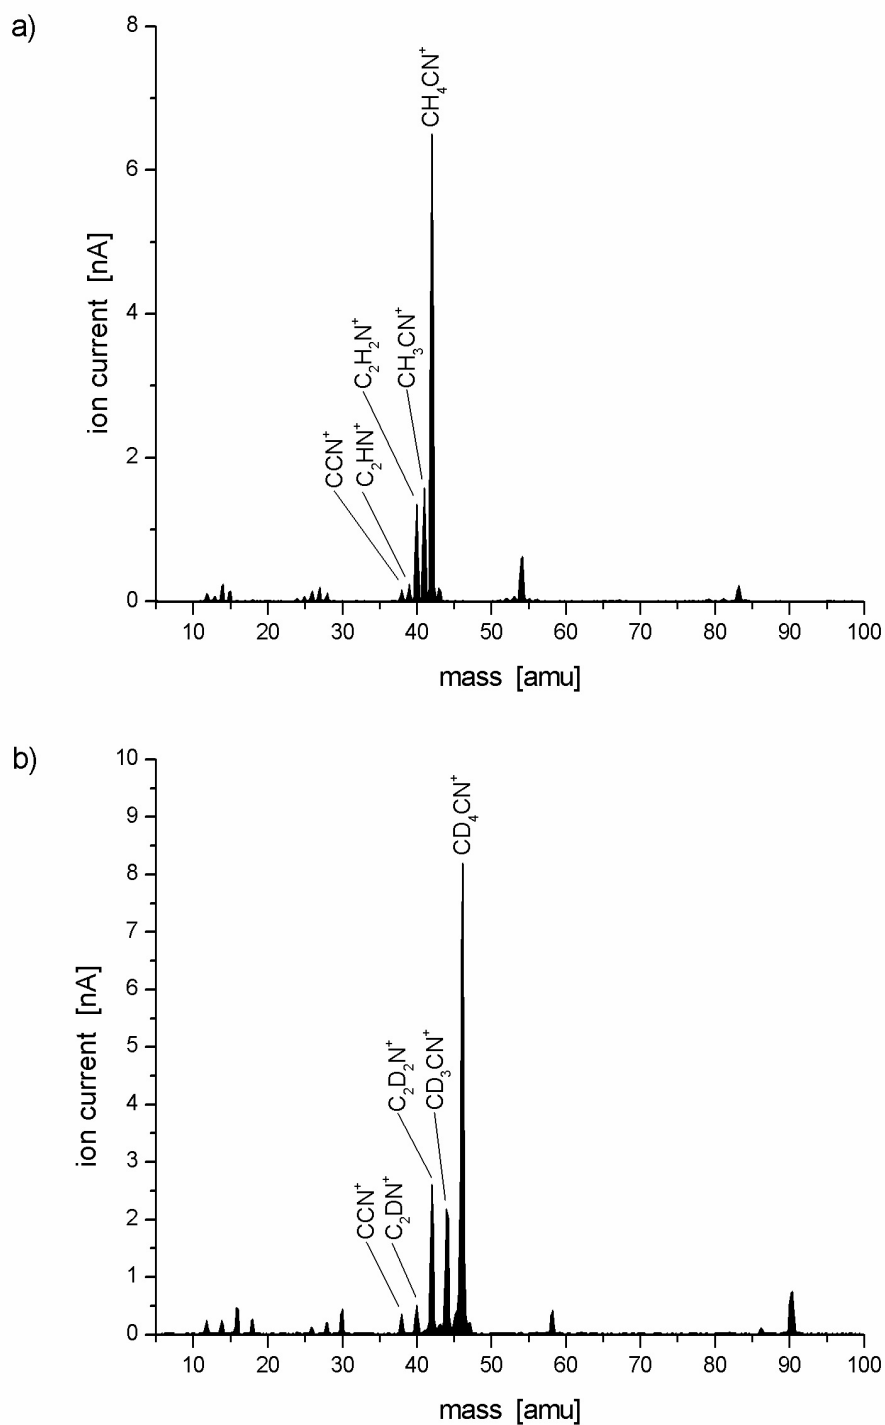 a)
8
6
4
2
0
ion current [nA]
CCN⁺
C₂HN⁺
C₂H₂N⁺
CH₃CN⁺
CH₄CN⁺
10 20 30 40 50 60 70 80 90 100
mass [amu]
b)
10
9
8
7
6
5
4
3
2
1
0
ion current [nA]
CCN⁺
C₂DN⁺
C₂D₂N⁺
CD₃CN⁺
CD₄CN⁺
10 20 30 40 50 60 70 80 90 100
mass [amu]